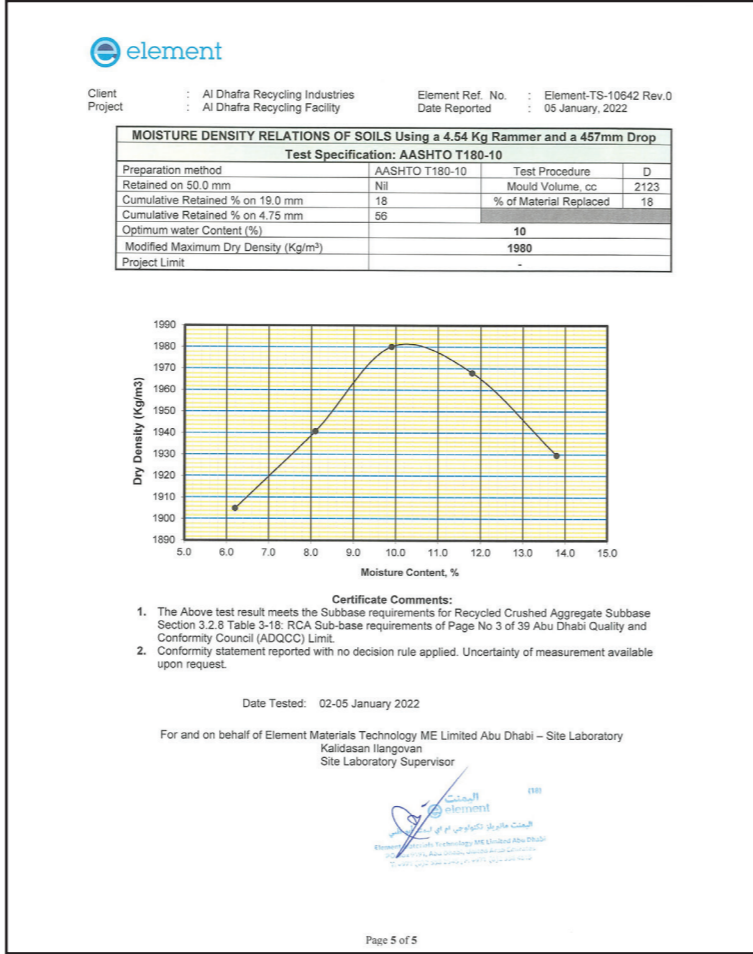 element
Client : Al Dhafra Recycling Industries Element Ref. No. : Element-TS-10642 Rev.0
Project : Al Dhafra Recycling Facility Date Reported : 05 January, 2022
MOISTURE DENSITY RELATIONS OF SOILS Using a 4.54 Kg Rammer and a 457mm Drop
Test Specification: AASHTO T180-10
Preparation method AASHTO T180-10 Test Procedure D
Retained on 50.0 mm Nil Mould Volume, cc 2123
Cumulative Retained % on 19.0 mm 18 % of Material Replaced 18
Cumulative Retained % on 4.75 mm 56
Optimum water Content (%) 10
Modified Maximum Dry Density (Kg/m³) 1980
Project Limit -
Dry Density (Kg/m3)
1990
1980
1970
1960
1950
1940
1930
1920
1910
1900
1890
5.0 6.0 7.0 8.0 9.0 10.0 11.0 12.0 13.0 14.0 15.0
Moisture Content, %
Certificate Comments:
1. The Above test result meets the Subbase requirements for Recycled Crushed Aggregate Subbase
Section 3.2.8 Table 3-18: RCA Sub-base requirements of Page No 3 of 39 Abu Dhabi Quality and
Conformity Council (ADQCC) Limit.
2. Conformity statement reported with no decision rule applied. Uncertainty of measurement available
upon request.
Date Tested: 02-05 January 2022
For and on behalf of Element Materials Technology ME Limited Abu Dhabi – Site Laboratory
Kalidasan Ilangovan
Site Laboratory Supervisor
اليمنت
(10)
element
Element Materials Technology ME Limited Abu Dhabi
Page 5 of 5